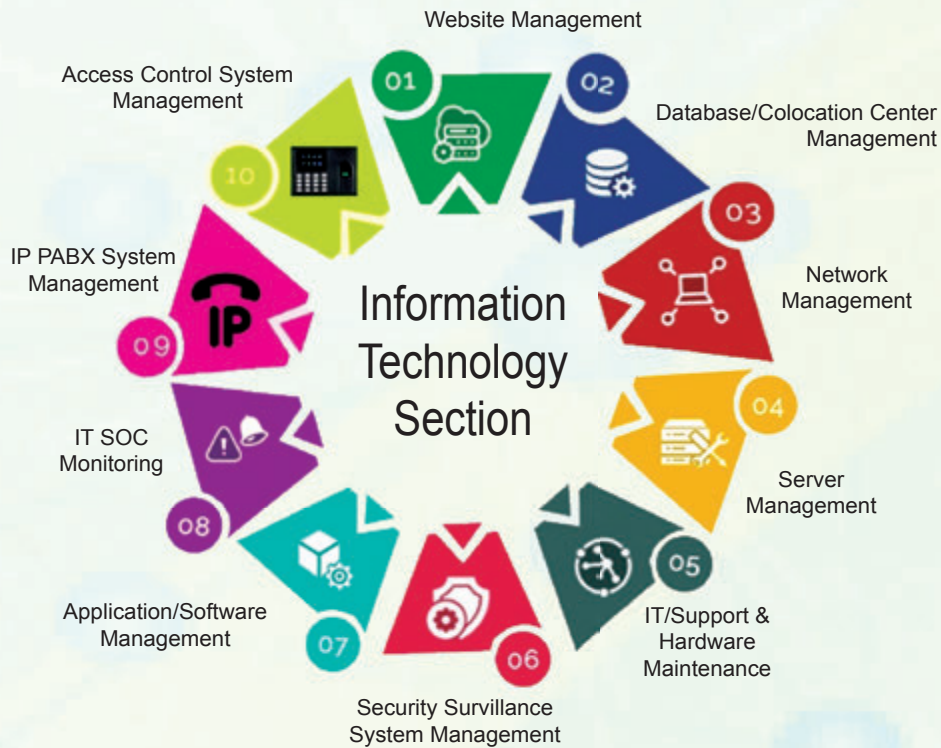 Website Management
01
02
Database/Colocation Center
Management
03
Network
Management
04
Server
Management
05
IT/Support &
Hardware
Maintenance
06
Security Survillance
System Management
07
Application/Software
Management
08
IT SOC
Monitoring
09
IP PABX System
Management
IP
10
Access Control System
Management
Information
Technology
Section